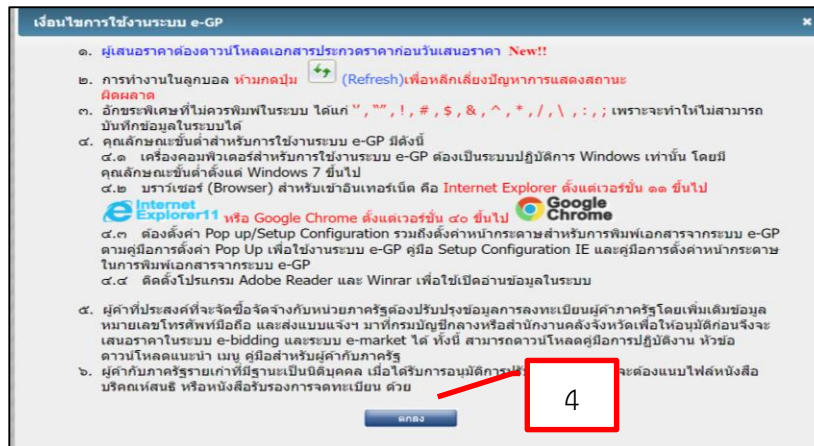 เงื่อนไขการใช้งานระบบ e-GP
๑. ผู้เสนอราคาต้องดาวน์โหลดเอกสารประกวดราคาก่อนวันเสนอราคา New!!
๒. การทำงานในลูกบอล ห้ามกดปุ่ม (Refresh)เพื่อหลีกเลี่ยงปัญหาการแสดงสถานะ
ผิดพลาด
๓. อักขระพิเศษที่ไม่ควรพิมพ์ในระบบ ได้แก่ '' , "" , ! , # , $ , & , ^ , * , / , \ , : , ; เพราะจะทำให้ไม่สามารถ
บันทึกข้อมูลในระบบได้
๔. คุณลักษณะขั้นต่ำสำหรับการใช้งานระบบ e-GP มีดังนี้
๔.๑ เครื่องคอมพิวเตอร์สำหรับการใช้งานระบบ e-GP ต้องเป็นระบบปฏิบัติการ Windows เท่านั้น โดยมี
คุณลักษณะขั้นต่ำตั้งแต่ Windows 7 ขึ้นไป
๔.๒ บราว์เซอร์ (Browser) สำหรับเข้าอินเทอร์เน็ต คือ Internet Explorer ตั้งแต่เวอร์ชั่น ๑๑ ขึ้นไป
Internet Explorer11 หรือ Google Chrome ตั้งแต่เวอร์ชั่น ๔๐ ขึ้นไป Google Chrome
๔.๓ ต้องตั้งค่า Pop up/Setup Configuration รวมถึงตั้งค่าหน้ากระดาษสำหรับการพิมพ์เอกสารจากระบบ e-GP
ตามคู่มือการตั้งค่า Pop Up เพื่อใช้งานระบบ e-GP คู่มือ Setup Configuration IE และคู่มือการตั้งค่าหน้ากระดาษ
ในการพิมพ์เอกสารจากระบบ e-GP
๔.๔ ติดตั้งโปรแกรม Adobe Reader และ Winrar เพื่อใช้เปิดอ่านข้อมูลในระบบ
๕. ผู้ค้าที่ประสงค์ที่จะจัดซื้อจัดจ้างกับหน่วยภาครัฐต้องปรับปรุงข้อมูลการลงทะเบียนผู้ค้าภาครัฐโดยเพิ่มเติมข้อมูล
หมายเลขโทรศัพท์มือถือ และส่งแบบแจ้งฯ มาที่กรมบัญชีกลางหรือสำนักงานคลังจังหวัดเพื่อให้อนุมัติก่อนจึงจะ
เสนอราคาในระบบ e-bidding และระบบ e-market ได้ ทั้งนี้ สามารถดาวน์โหลดคู่มือการปฏิบัติงาน หัวข้อ
ดาวน์โหลดแนะนำ เมนู คู่มือสำหรับผู้ค้ากับภาครัฐ
๖. ผู้ค้ากับภาครัฐรายเก่าที่มีฐานะเป็นนิติบุคคล เมื่อได้รับการอนุมัติการ จะต้องแนบไฟล์หนังสือ
บริคณห์สนธิ หรือหนังสือรับรองการจดทะเบียน ด้วย
4
ตกลง